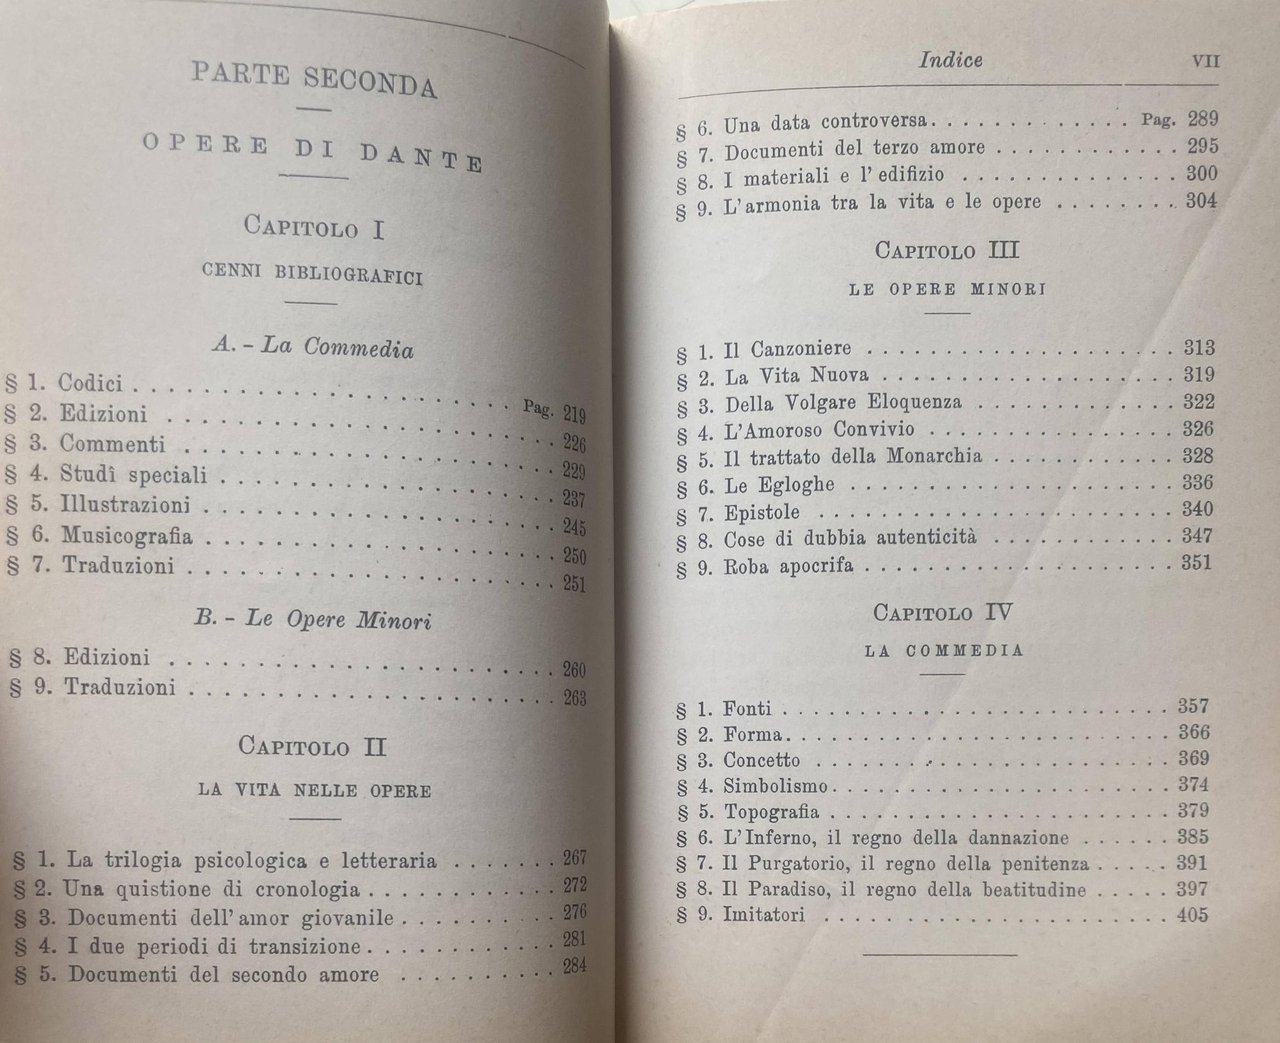 PARTE SECONDA
OPERE DI DANTE
CAPITOLO I
CENNI BIBLIOGRAFICI
A. - La Commedia
§ 1. Codici . . . . . . . . . . . . . . . . . . . . Pag. 219
§ 2. Edizioni . . . . . . . . . . . . . . . . . . . . 226
§ 3. Commenti . . . . . . . . . . . . . . . . . . . . 229
§ 4. Studî speciali . . . . . . . . . . . . . . . . . . 237
§ 5. Illustrazioni . . . . . . . . . . . . . . . . . . . 245
§ 6. Musicografia . . . . . . . . . . . . . . . . . . . 250
§ 7. Traduzioni . . . . . . . . . . . . . . . . . . . . 251
B. - Le Opere Minori
§ 8. Edizioni . . . . . . . . . . . . . . . . . . . . . 260
§ 9. Traduzioni . . . . . . . . . . . . . . . . . . . . 263
CAPITOLO II
LA VITA NELLE OPERE
§ 1. La trilogia psicologica e letteraria . . . . . . . 267
§ 2. Una quistione di cronologia . . . . . . . . . . . 272
§ 3. Documenti dell' amor giovanile . . . . . . . . . 276
§ 4. I due periodi di transizione . . . . . . . . . . . 281
§ 5. Documenti del secondo amore . . . . . . . . . . 284
Indice VII
§ 6. Una data controversa . . . . . . . . . . . . Pag. 289
§ 7. Documenti del terzo amore . . . . . . . . . . . . 295
§ 8. I materiali e l' edifizio . . . . . . . . . . . . . . 300
§ 9. L'armonia tra la vita e le opere . . . . . . . . 304
CAPITOLO III
LE OPERE MINORI
§ 1. Il Canzoniere . . . . . . . . . . . . . . . . . . . . 313
§ 2. La Vita Nuova . . . . . . . . . . . . . . . . . . . 319
§ 3. Della Volgare Eloquenza . . . . . . . . . . . . . 322
§ 4. L'Amoroso Convivio . . . . . . . . . . . . . . . . 326
§ 5. Il trattato della Monarchia . . . . . . . . . . . . 328
§ 6. Le Egloghe . . . . . . . . . . . . . . . . . . . . . 336
§ 7. Epistole . . . . . . . . . . . . . . . . . . . . . . . 340
§ 8. Cose di dubbia autenticità . . . . . . . . . . . . 347
§ 9. Roba apocrifa . . . . . . . . . . . . . . . . . . . . 351
CAPITOLO IV
LA COMMEDIA
§ 1. Fonti . . . . . . . . . . . . . . . . . . . . . . . . . 357
§ 2. Forma . . . . . . . . . . . . . . . . . . . . . . . . 366
§ 3. Concetto . . . . . . . . . . . . . . . . . . . . . . . 369
§ 4. Simbolismo . . . . . . . . . . . . . . . . . . . . . . 374
§ 5. Topografia . . . . . . . . . . . . . . . . . . . . . . 379
§ 6. L'Inferno, il regno della dannazione . . . . . . 385
§ 7. Il Purgatorio, il regno della penitenza . . . . . 391
§ 8. Il Paradiso, il regno della beatitudine . . . . . 397
§ 9. Imitatori . . . . . . . . . . . . . . . . . . . . . . . 405